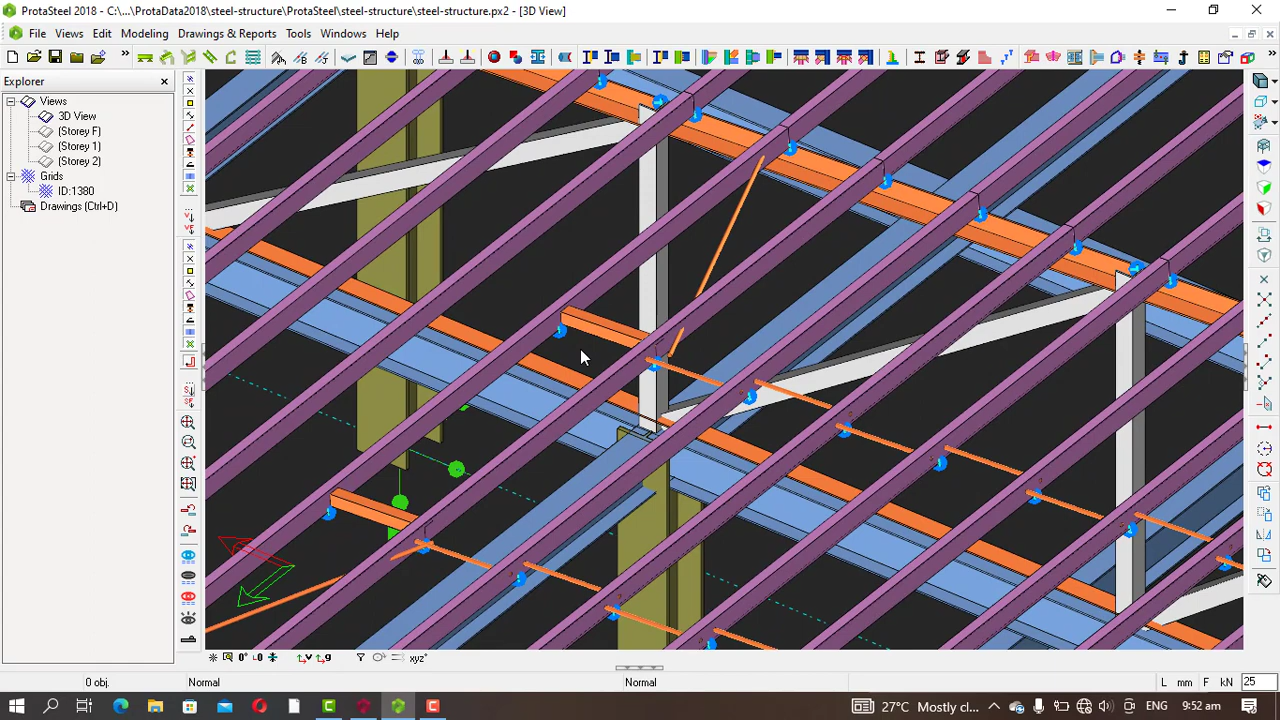 ProtaSteel 2018 - C:\...\ProtaData2018\steel-structure\ProtaSteel\steel-structure\steel-structure.px2 - [3D View]
File Views Edit Modeling Drawings & Reports Tools Windows Help
Explorer
Views
3D View
(Storey F)
(Storey 1)
(Storey 2)
Grids
ID:1380
Drawings (Ctrl+D)
0 obj. Normal Normal L mm F kN 25
27°C Mostly cl... ENG 9:52 am